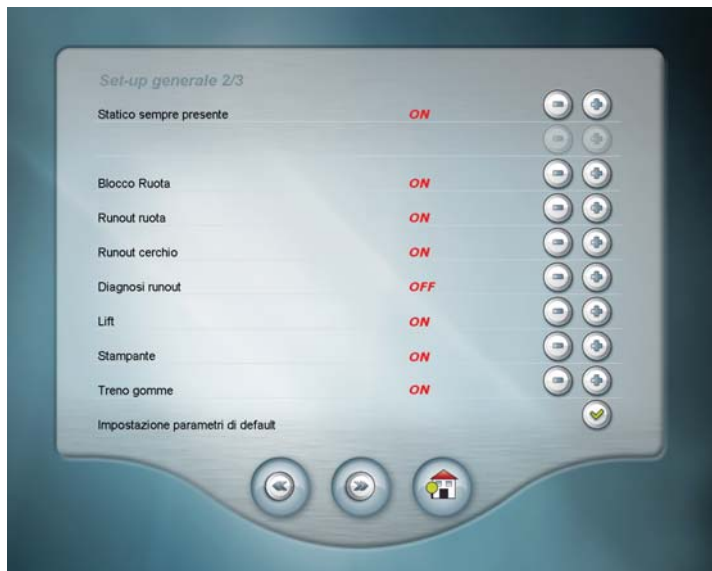 Set-up generale 2/3
Statico sempre presente ON
Blocco Ruota ON
Runout ruota ON
Runout cerchio ON
Diagnosi runout OFF
Lift ON
Stampante ON
Treno gomme ON
Impostazione parametri di default